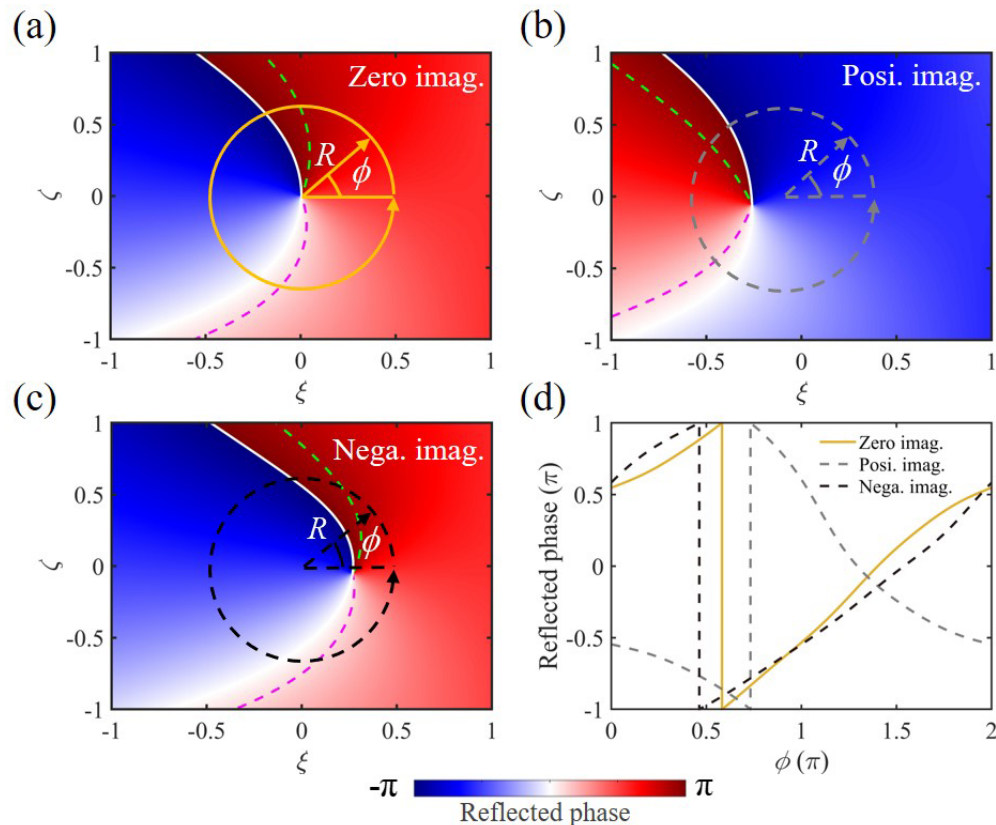 (a)
Zero imag.
R
ϕ
ζ
1
0.5
0
-0.5
-1
-1
-0.5
0
0.5
1
ξ
(b)
Posi. imag.
R
ϕ
ζ
1
0.5
0
-0.5
-1
-1
-0.5
0
0.5
1
ξ
(c)
Nega. imag.
R
ϕ
ζ
1
0.5
0
-0.5
-1
-1
-0.5
0
0.5
1
ξ
(d)
Zero imag.
Posi. imag.
Nega. imag.
Reflected phase (π)
1
0.5
0
-0.5
-1
0
0.5
1
1.5
2
ϕ (π)
-π
π
Reflected phase